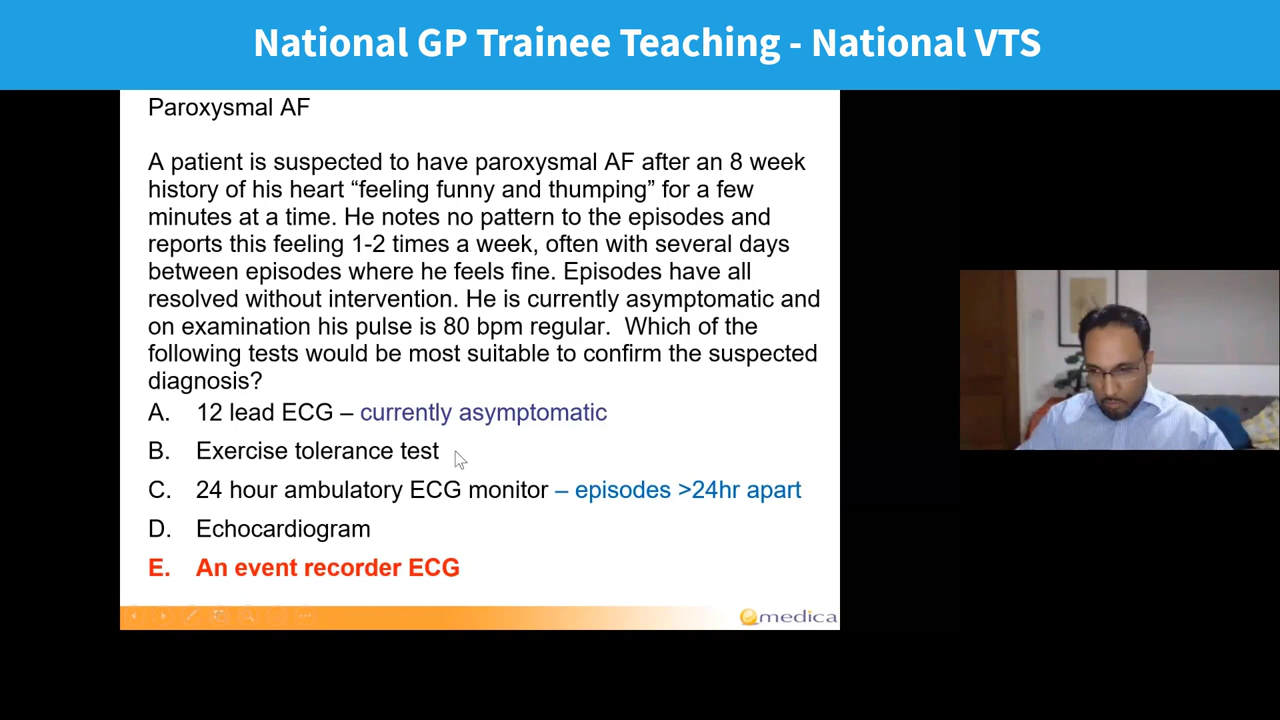 National GP Trainee Teaching - National VTS
Paroxysmal AF
A patient is suspected to have paroxysmal AF after an 8 week
history of his heart “feeling funny and thumping” for a few
minutes at a time. He notes no pattern to the episodes and
reports this feeling 1-2 times a week, often with several days
between episodes where he feels fine. Episodes have all
resolved without intervention. He is currently asymptomatic and
on examination his pulse is 80 bpm regular.  Which of the
following tests would be most suitable to confirm the suspected
diagnosis?
A. 12 lead ECG – currently asymptomatic
B. Exercise tolerance test
C. 24 hour ambulatory ECG monitor – episodes >24hr apart
D. Echocardiogram
E. An event recorder ECG
medica